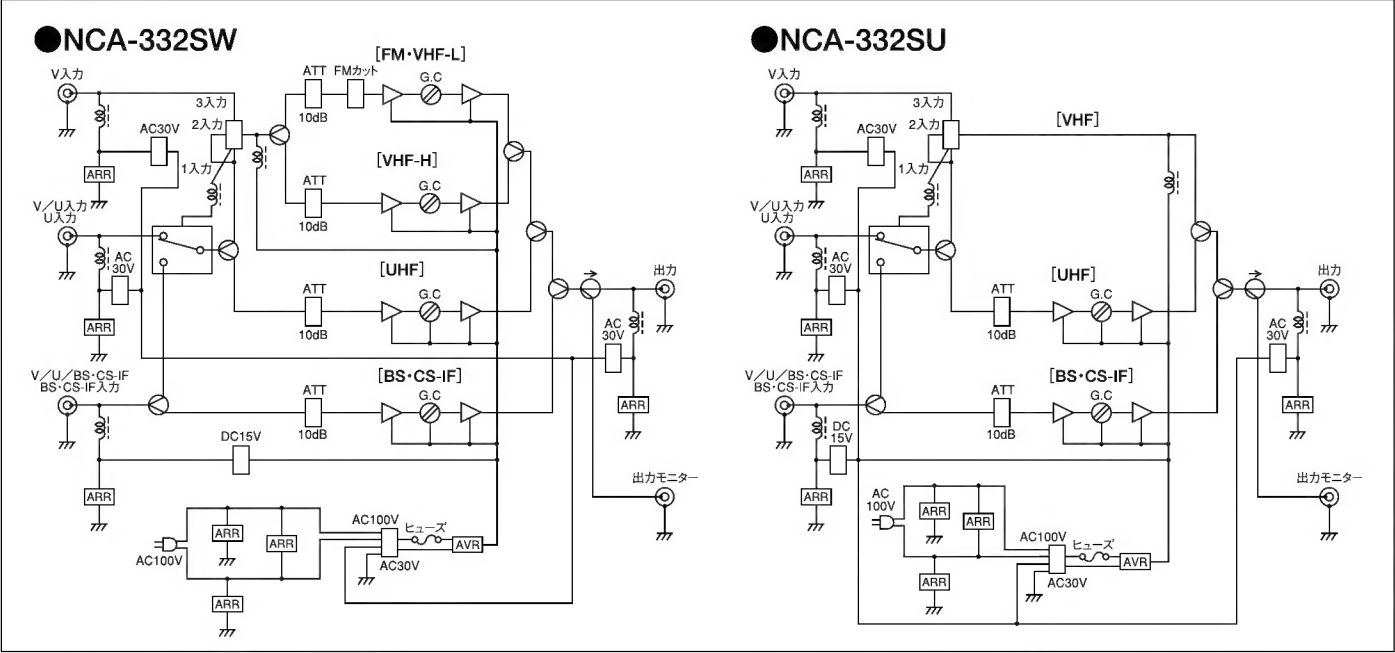 ●NCA-332SW
V入力
AC30V
ARR
3入力
2入力
1入力
ATT
10dB
FMカット
[FM・VHF-L]
G.C
[VHF-H]
ATT
10dB
G.C
V/U入力
U入力
AC
30V
ARR
[UHF]
ATT
10dB
G.C
出力
AC
30V
ARR
V/U/BS・CS-IF
BS・CS-IF入力
[BS・CS-IF]
ATT
10dB
G.C
DC15V
ARR
出力モニター
AC100V
ARR
ARR
ARR
AC100V
AC30V
ヒューズ
AVR
●NCA-332SU
V入力
AC30V
ARR
3入力
2入力
1入力
[VHF]
V/U入力
U入力
AC
30V
ARR
[UHF]
ATT
10dB
G.C
出力
AC
30V
ARR
V/U/BS・CS-IF
BS・CS-IF入力
[BS・CS-IF]
ATT
10dB
G.C
DC
15V
ARR
出力モニター
AC
100V
ARR
ARR
ARR
AC100V
AC30V
ヒューズ
AVR